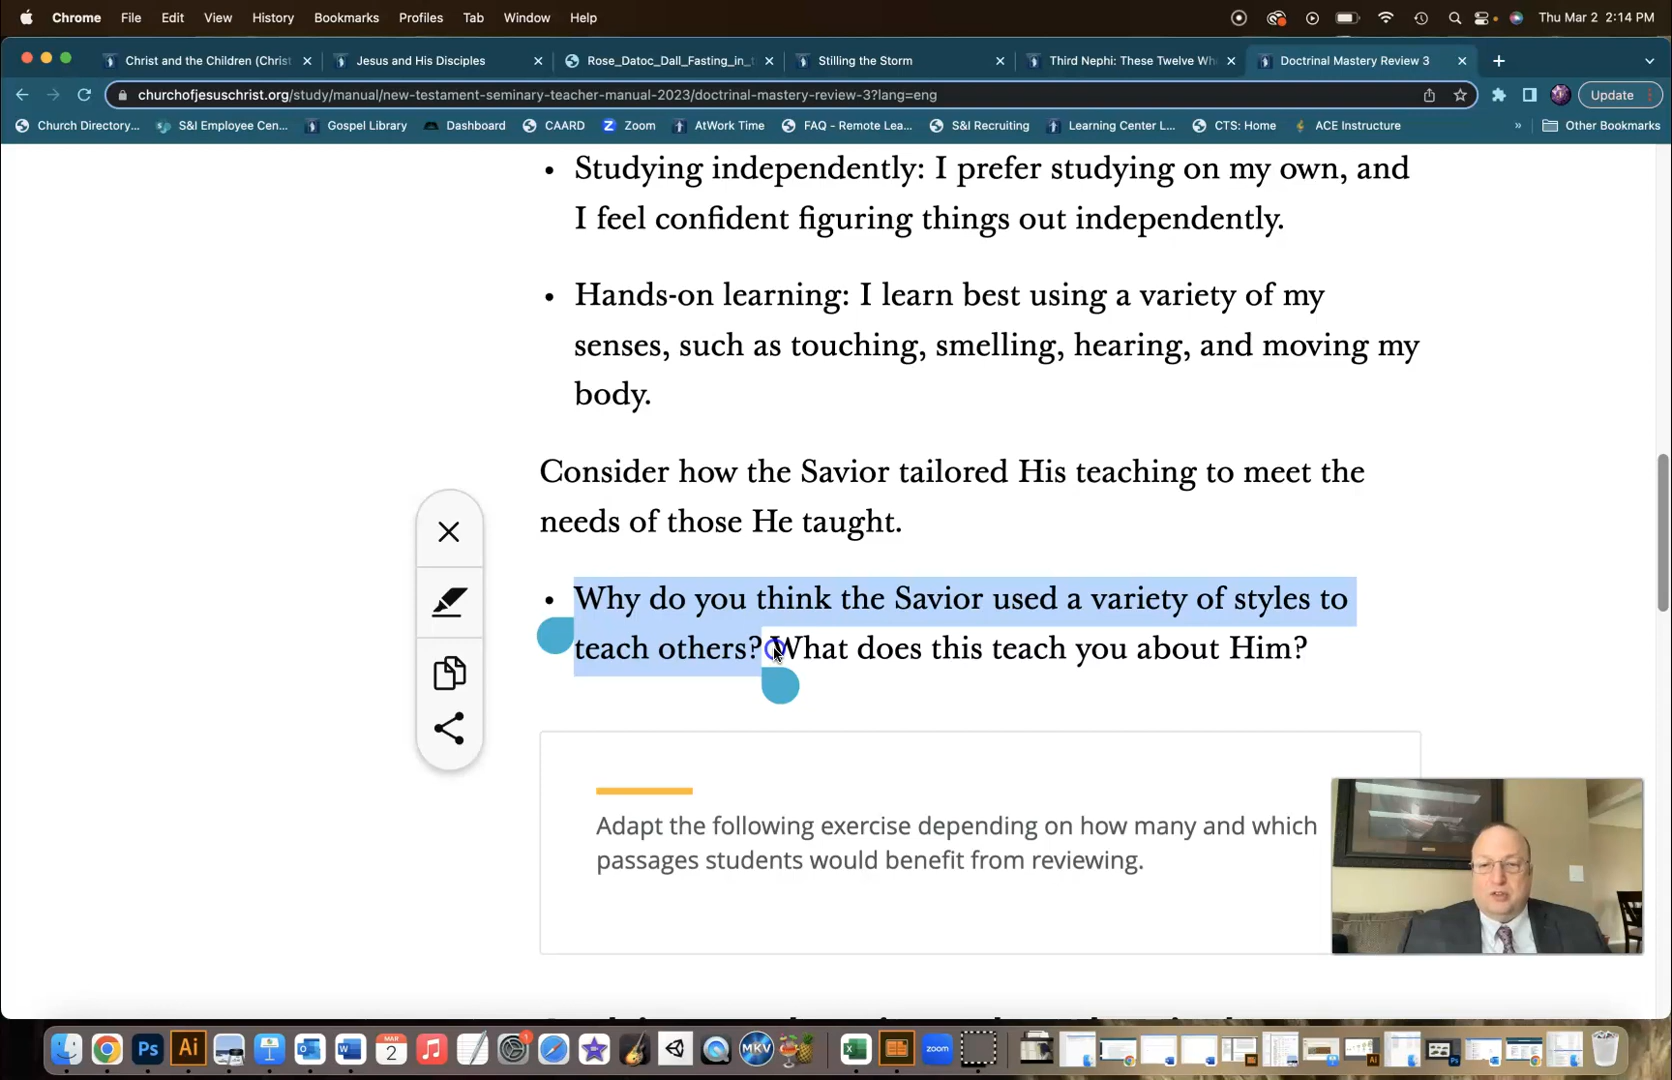 Chrome File Edit View History Bookmarks Profiles Tab Window Help Thu Mar 2 2:14 PM
Christ and the Children (Christ Jesus and His Disciples Rose_Datoc_Dall_Fasting_in_ Stilling the Storm Third Nephi: These Twelve Wh Doctrinal Mastery Review 3
churchofjesuschrist.org/study/manual/new-testament-seminary-teacher-manual-2023/doctrinal-mastery-review-3?lang=eng Update
Church Directory... S&I Employee Cen... Gospel Library Dashboard CAARD Zoom AtWork Time FAQ - Remote Lea... S&I Recruiting Learning Center L... CTS: Home ACE Instructure » Other Bookmarks
• Studying independently: I prefer studying on my own, and
I feel confident figuring things out independently.
• Hands-on learning: I learn best using a variety of my
senses, such as touching, smelling, hearing, and moving my
body.
Consider how the Savior tailored His teaching to meet the
needs of those He taught.
• Why do you think the Savior used a variety of styles to
teach others? What does this teach you about Him?
Adapt the following exercise depending on how many and which
passages students would benefit from reviewing.
Ps Ai MAR 2 1 MKV zoom